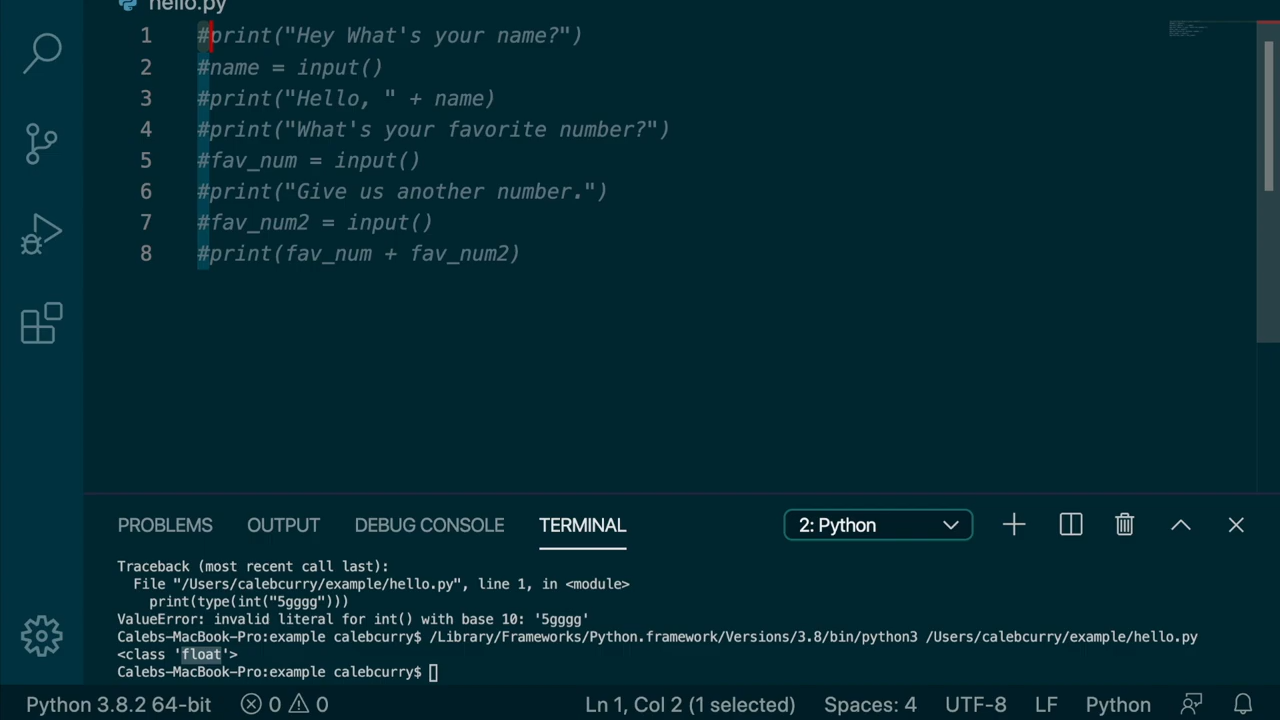 hello.py
1 #print("Hey What's your name?")
2 #name = input()
3 #print("Hello, " + name)
4 #print("What's your favorite number?")
5 #fav_num = input()
6 #print("Give us another number.")
7 #fav_num2 = input()
8 #print(fav_num + fav_num2)
PROBLEMS OUTPUT DEBUG CONSOLE TERMINAL 2: Python
Traceback (most recent call last):
File "/Users/calebcurry/example/hello.py", line 1, in <module>
print(type(int("5gggg")))
ValueError: invalid literal for int() with base 10: '5gggg'
Calebs-MacBook-Pro:example calebcurry$ /Library/Frameworks/Python.framework/Versions/3.8/bin/python3 /Users/calebcurry/example/hello.py
<class 'float'>
Calebs-MacBook-Pro:example calebcurry$
Python 3.8.2 64-bit 0 0 Ln 1, Col 2 (1 selected) Spaces: 4 UTF-8 LF Python